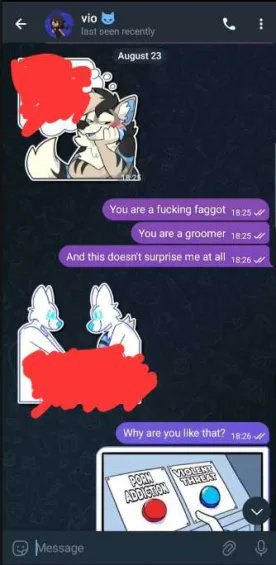 vio
last seen recently
August 23
18:25
You are a fucking faggot 18:25
You are a groomer 18:25
And this doesn't surprise me at all 18:26
Why are you like that? 18:26
PORN
ADDICTION
VIOLENT
THREAT
Message